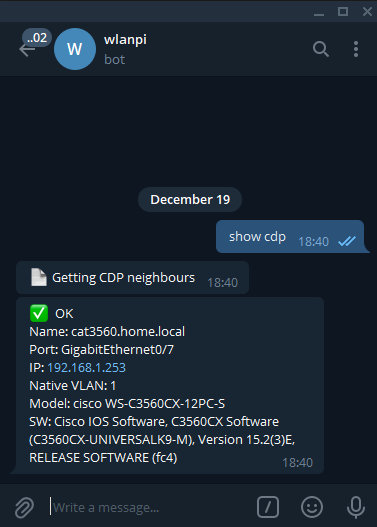 ..02
W
wlanpi
bot
December 19
show cdp 18:40
Getting CDP neighbours 18:40
OK
Name: cat3560.home.local
Port: GigabitEthernet0/7
IP: 192.168.1.253
Native VLAN: 1
Model: cisco WS-C3560CX-12PC-S
SW: Cisco IOS Software, C3560CX Software
(C3560CX-UNIVERSALK9-M), Version 15.2(3)E,
RELEASE SOFTWARE (fc4)
18:40
Write a message...